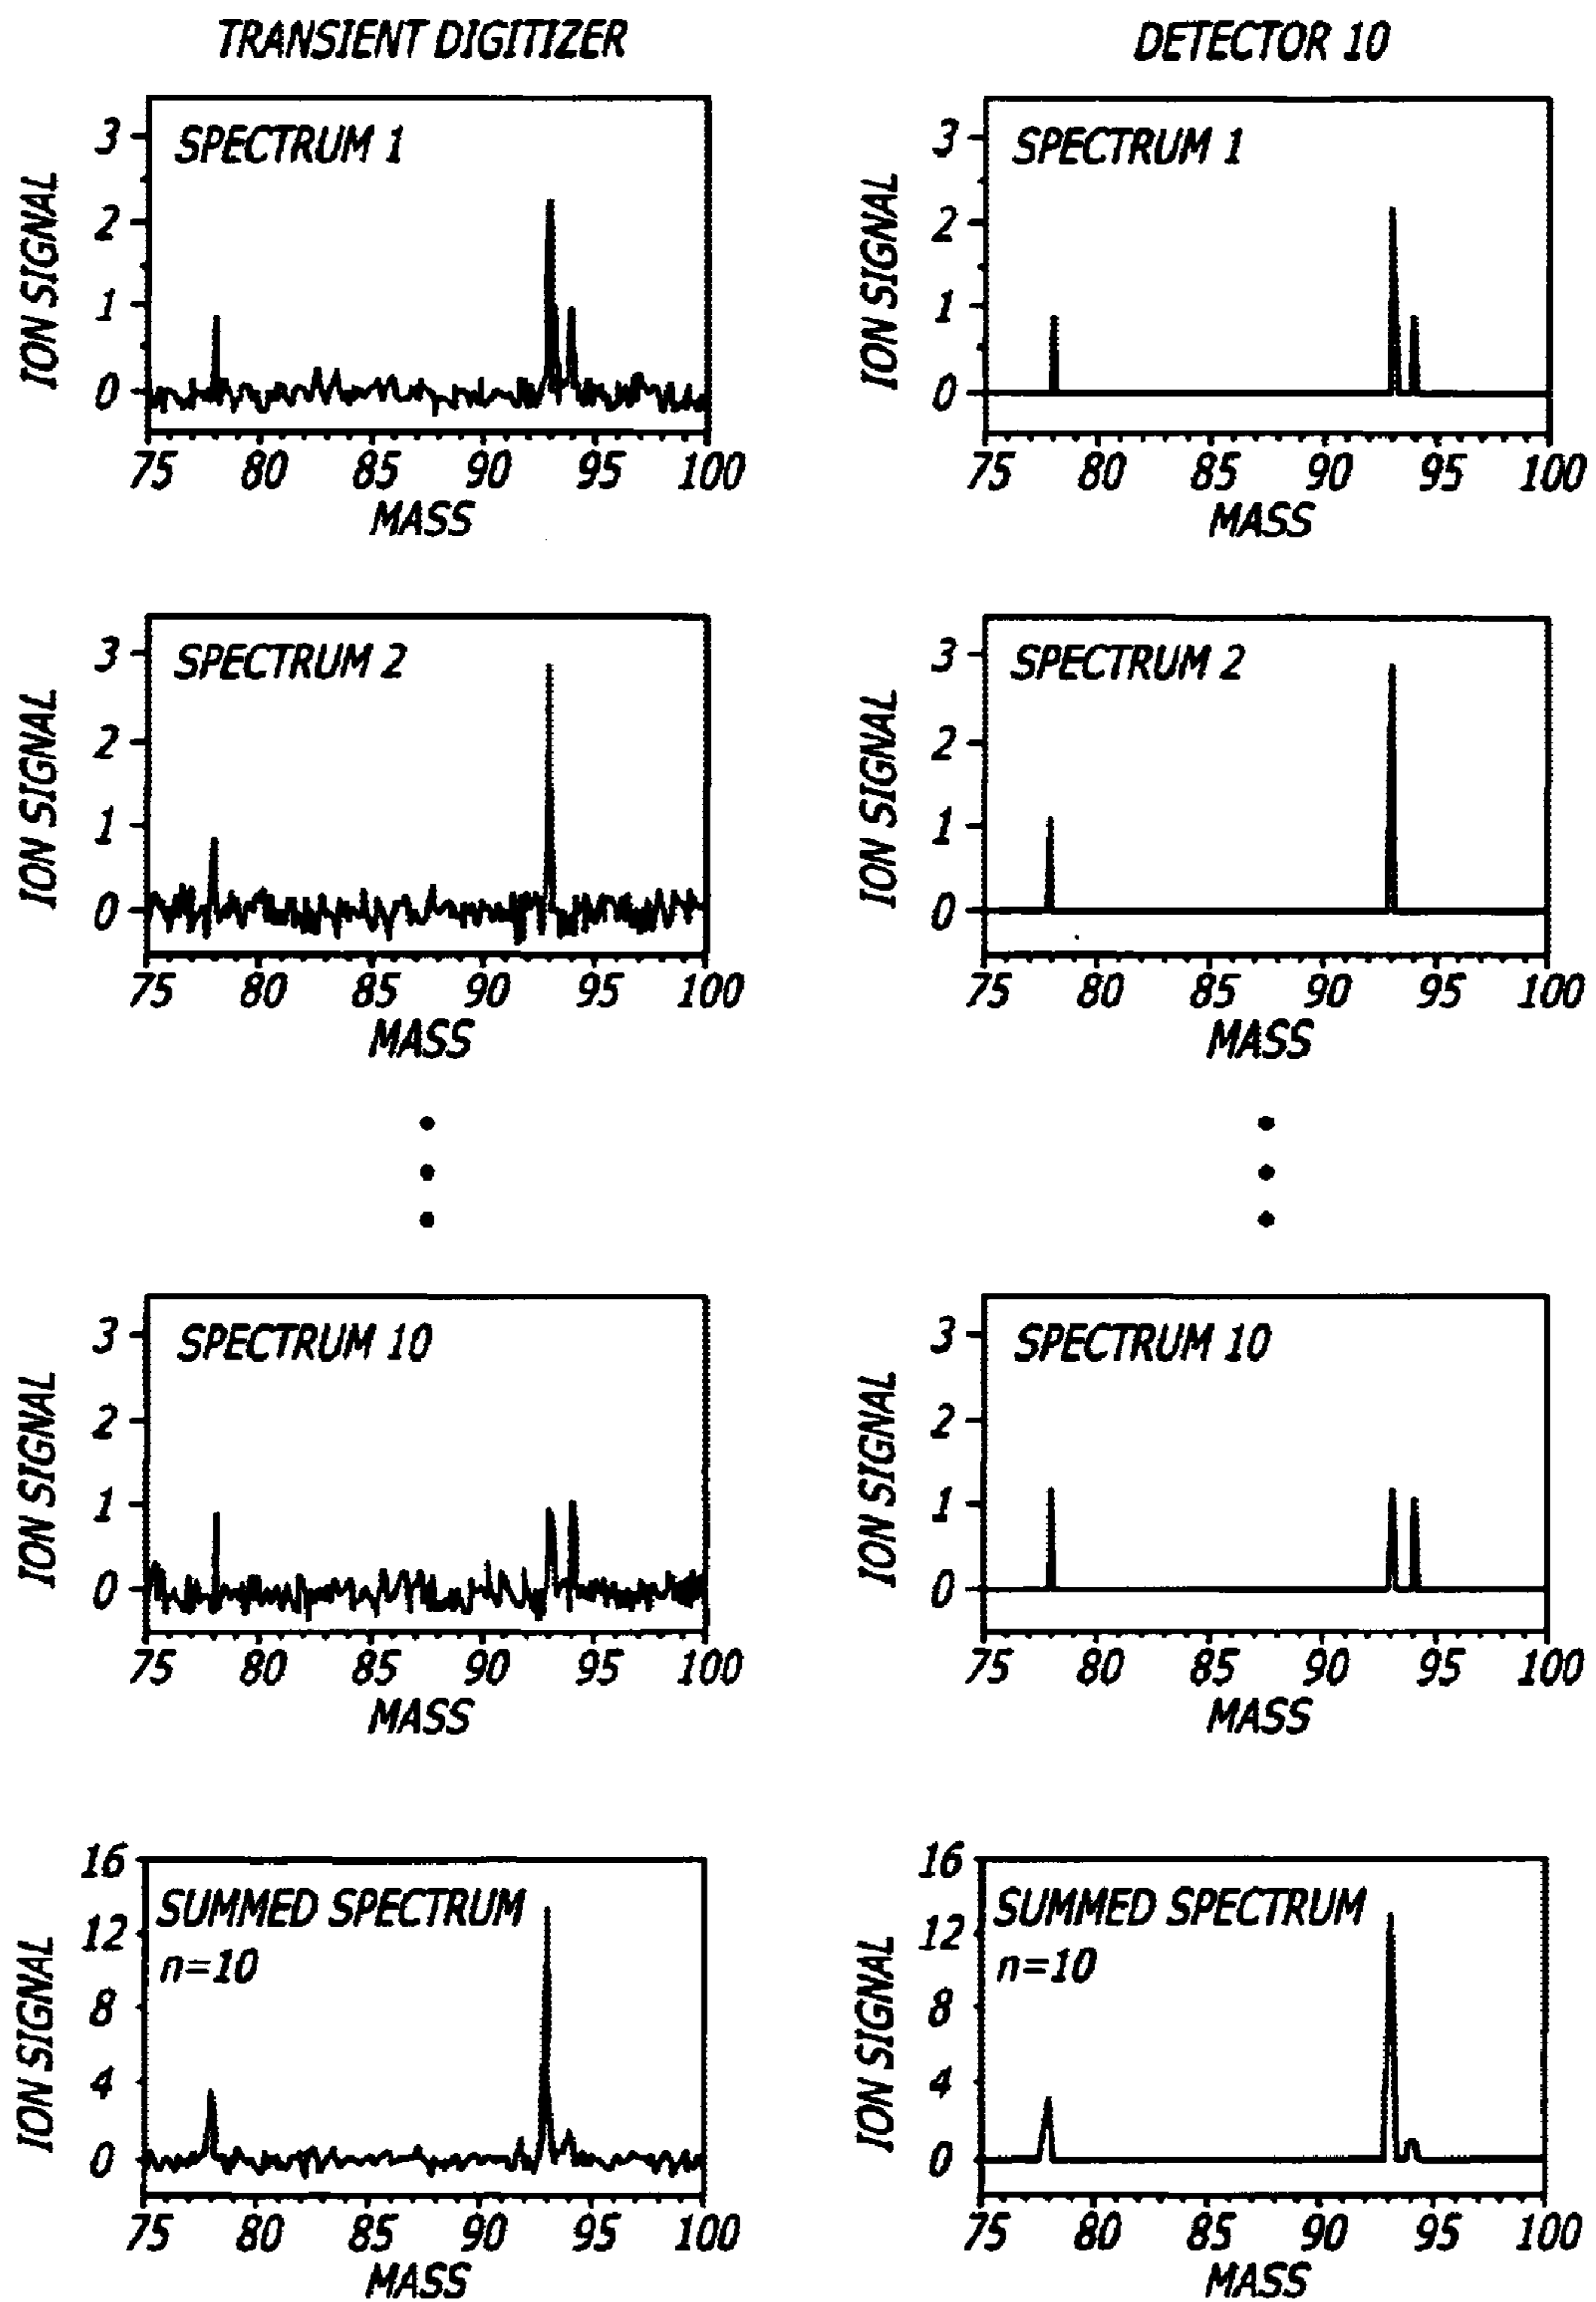 TRANSIENT DIGITIZER
DETECTOR 10
SPECTRUM 1
3
2
1
0
ION SIGNAL
75 80 85 90 95 100
MASS
SPECTRUM 1
3
2
1
0
ION SIGNAL
75 80 85 90 95 100
MASS
SPECTRUM 2
3
2
1
0
ION SIGNAL
75 80 85 90 95 100
MASS
SPECTRUM 2
3
2
1
0
ION SIGNAL
75 80 85 90 95 100
MASS
SPECTRUM 10
3
2
1
0
ION SIGNAL
75 80 85 90 95 100
MASS
SPECTRUM 10
3
2
1
0
ION SIGNAL
75 80 85 90 95 100
MASS
SUMMED SPECTRUM
n=10
16
12
8
4
0
ION SIGNAL
75 80 85 90 95 100
MASS
SUMMED SPECTRUM
n=10
16
12
8
4
0
ION SIGNAL
75 80 85 90 95 100
MASS